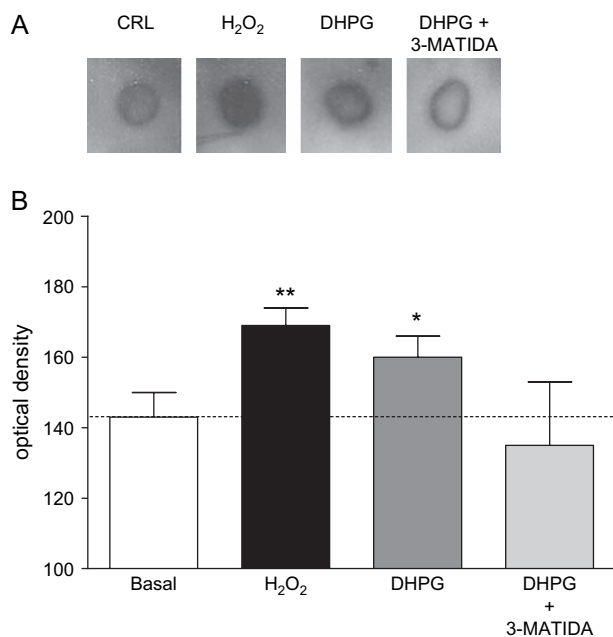 A
CRL H₂O₂ DHPG DHPG +
3-MATIDA
B
200
180
160
140
120
100
optical density
**
*
Basal H₂O₂ DHPG DHPG
+
3-MATIDA